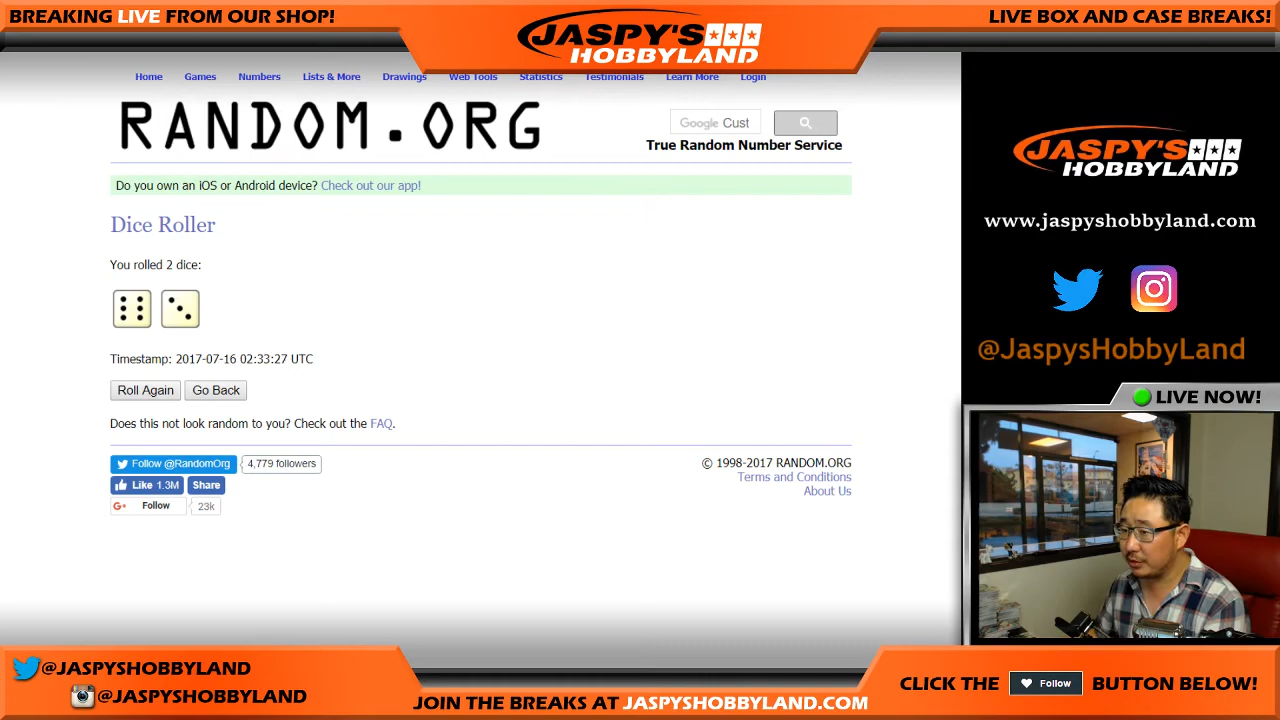 BREAKING LIVE FROM OUR SHOP!
JASPY'S
HOBBYLAND
LIVE BOX AND CASE BREAKS!
Home Games Numbers Lists & More Drawings Web Tools Statistics Testimonials Learn More Login
RANDOM.ORG
Google Cust
True Random Number Service
Do you own an iOS or Android device? Check out our app!
Dice Roller
You rolled 2 dice:
Timestamp: 2017-07-16 02:33:27 UTC
Roll Again Go Back
Does this not look random to you? Check out the FAQ.
Follow @RandomOrg 4,779 followers
Like 1.3M Share
G+ Follow 23k
© 1998-2017 RANDOM.ORG
Terms and Conditions
About Us
JASPY'S
HOBBYLAND
www.jaspyshobbyland.com
@JaspysHobbyLand
LIVE NOW!
@JASPYSHOBBYLAND
@JASPYSHOBBYLAND
JOIN THE BREAKS AT JASPYSHOBBYLAND.COM
CLICK THE Follow BUTTON BELOW!